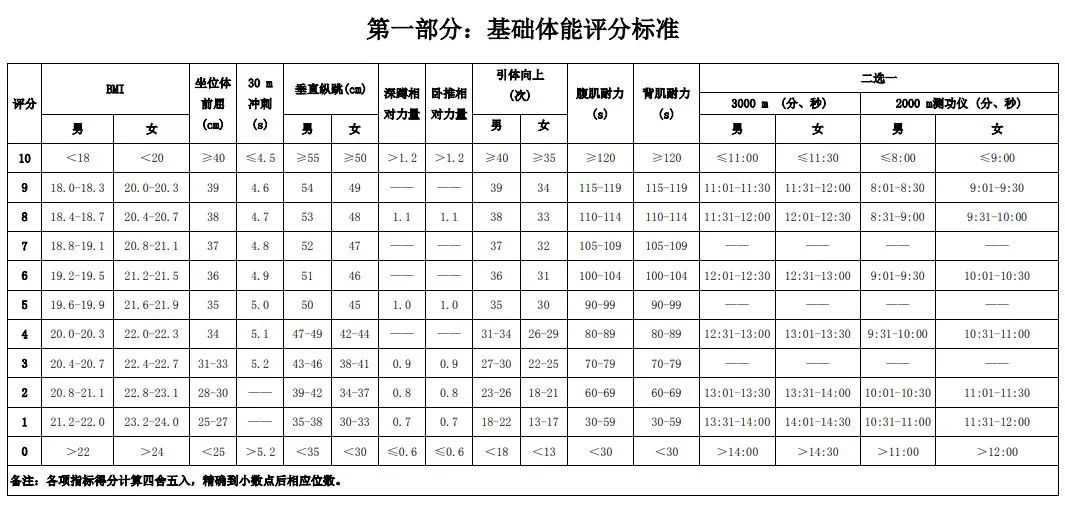 第一部分：基础体能评分标准
评分 BMI 坐位体前屈(cm) 30 m冲刺(s) 垂直纵跳(cm) 深蹲相对力量 卧推相对力量 引体向上(次) 腹肌耐力(s) 背肌耐力(s) 二选一
3000 m （分、秒） 2000 m测功仪（分、秒）
男 女 男 女 男 女 男 女 男 女
10 ＜18 ＜20 ≥40 ≤4.5 ≥55 ≥50 ＞1.2 ＞1.2 ≥40 ≥35 ≥120 ≥120 ≤11:00 ≤11:30 ≤8:00 ≤9:00
9 18.0-18.3 20.0-20.3 39 4.6 54 49 —— —— 39 34 115-119 115-119 11:01-11:30 11:31-12:00 8:01-8:30 9:01-9:30
8 18.4-18.7 20.4-20.7 38 4.7 53 48 1.1 1.1 38 33 110-114 110-114 11:31-12:00 12:01-12:30 8:31-9:00 9:31-10:00
7 18.8-19.1 20.8-21.1 37 4.8 52 47 —— —— 37 32 105-109 105-109 —— —— —— ——
6 19.2-19.5 21.2-21.5 36 4.9 51 46 —— —— 36 31 100-104 100-104 12:01-12:30 12:31-13:00 9:01-9:30 10:01-10:30
5 19.6-19.9 21.6-21.9 35 5.0 50 45 1.0 1.0 35 30 90-99 90-99 —— —— —— ——
4 20.0-20.3 22.0-22.3 34 5.1 47-49 42-44 —— —— 31-34 26-29 80-89 80-89 12:31-13:00 13:01-13:30 9:31-10:00 10:31-11:00
3 20.4-20.7 22.4-22.7 31-33 5.2 43-46 38-41 0.9 0.9 27-30 22-25 70-79 70-79 —— —— —— ——
2 20.8-21.1 22.8-23.1 28-30 —— 39-42 34-37 0.8 0.8 23-26 18-21 60-69 60-69 13:01-13:30 13:31-14:00 10:01-10:30 11:01-11:30
1 21.2-22.0 23.2-24.0 25-27 —— 35-38 30-33 0.7 0.7 18-22 13-17 30-59 30-59 13:31-14:00 14:01-14:30 10:31-11:00 11:31-12:00
0 ＞22 ＞24 ＜25 ＞5.2 ＜35 ＜30 ≤0.6 ≤0.6 ＜18 ＜13 ＜30 ＜30 ＞14:00 ＞14:30 ＞11:00 ＞12:00
备注：各项指标得分计算四舍五入，精确到小数点后相应位数。